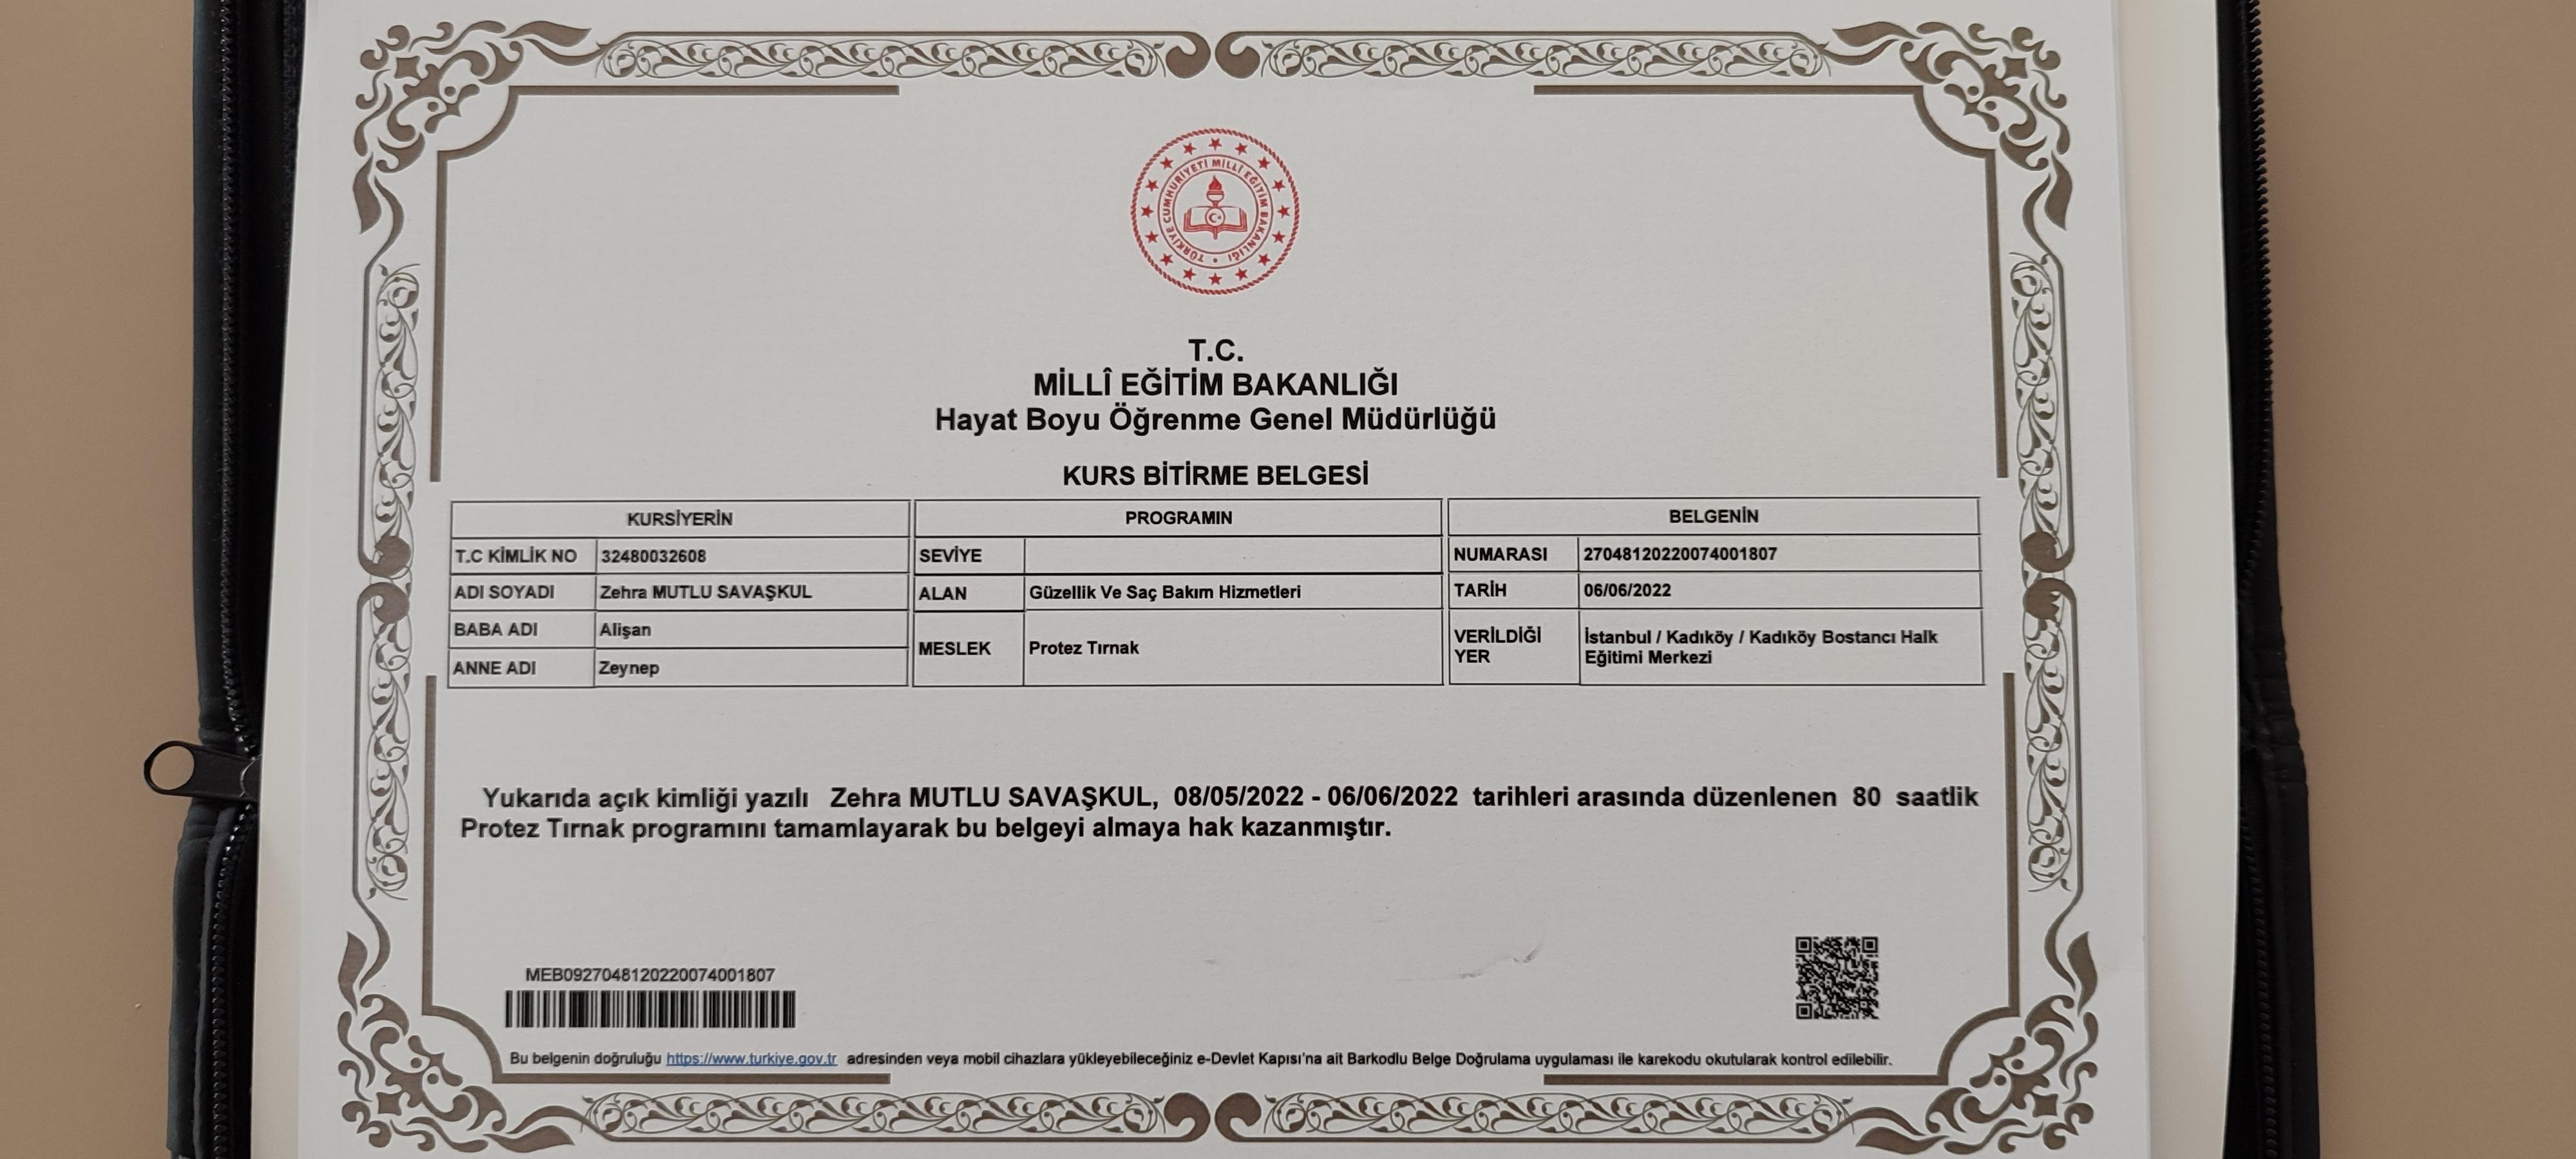 TÜRKİYE CUMHURİYETİ MİLLİ EĞİTİM BAKANLIĞI
T.C.
MİLLÎ EĞİTİM BAKANLIĞI
Hayat Boyu Öğrenme Genel Müdürlüğü
KURS BİTİRME BELGESİ
KURSİYERİN PROGRAMIN BELGENİN
T.C KİMLİK NO 32480032608 SEVİYE NUMARASI 27048120220074001807
ADI SOYADI Zehra MUTLU SAVAŞKUL ALAN Güzellik Ve Saç Bakım Hizmetleri TARİH 06/06/2022
BABA ADI Alişan MESLEK Protez Tırnak VERİLDİĞİ YER İstanbul / Kadıköy / Kadıköy Bostancı Halk Eğitimi Merkezi
ANNE ADI Zeynep
Yukarıda açık kimliği yazılı Zehra MUTLU SAVAŞKUL, 08/05/2022 - 06/06/2022 tarihleri arasında düzenlenen 80 saatlik
Protez Tırnak programını tamamlayarak bu belgeyi almaya hak kazanmıştır.
MEB0927048120220074001807
Bu belgenin doğruluğu https://www.turkiye.gov.tr adresinden veya mobil cihazlara yükleyebileceğiniz e-Devlet Kapısı'na ait Barkodlu Belge Doğrulama uygulaması ile karekodu okutularak kontrol edilebilir.